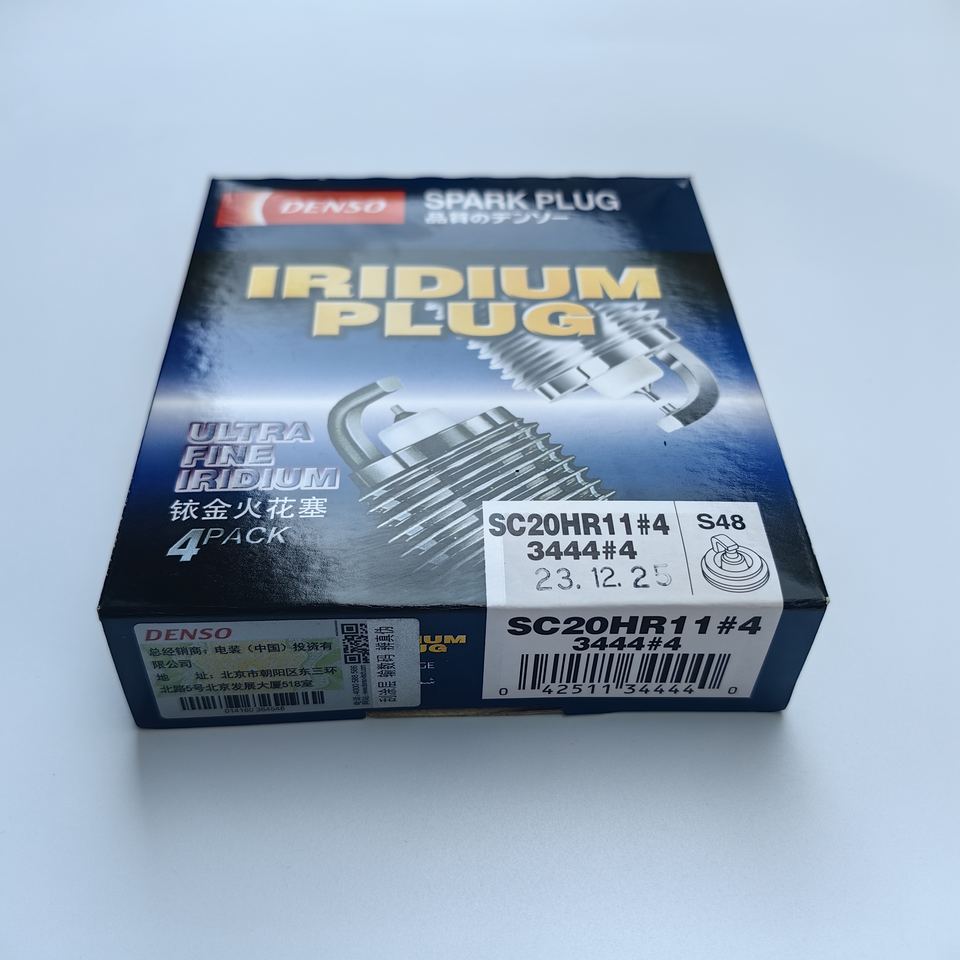 DENSO
SPARK PLUG
品質のデンソー
IRIDIUM
PLUG
ULTRA
FINE
IRIDIUM
铱金火花塞
4PACK
SC20HR11#4
3444#4
23.12.25
S48
DENSO
总经销商：电装（中国）投资有
限公司
地　　址：北京市朝阳区东三环
北路5号北京发展大厦518室
SC20HR11#4
3444#4
0 42511 34444 0